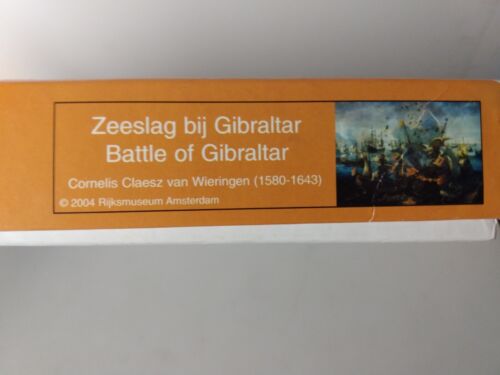 Zeeslag bij Gibraltar
Battle of Gibraltar
Cornelis Claesz van Wieringen (1580-1643)
© 2004 Rijksmuseum Amsterdam